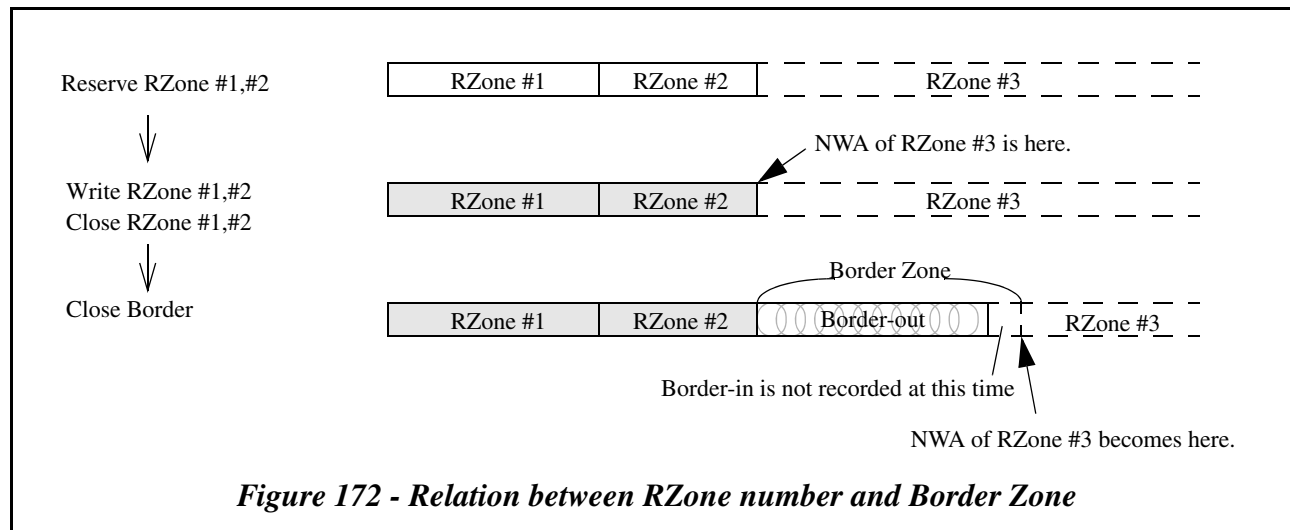 Reserve RZone #1,#2
RZone #1
RZone #2
RZone #3
NWA of RZone #3 is here.
Write RZone #1,#2
Close RZone #1,#2
RZone #1
RZone #2
RZone #3
Border Zone
Close Border
RZone #1
RZone #2
Border-out
RZone #3
Border-in is not recorded at this time
NWA of RZone #3 becomes here.
Figure 172 - Relation between RZone number and Border Zone